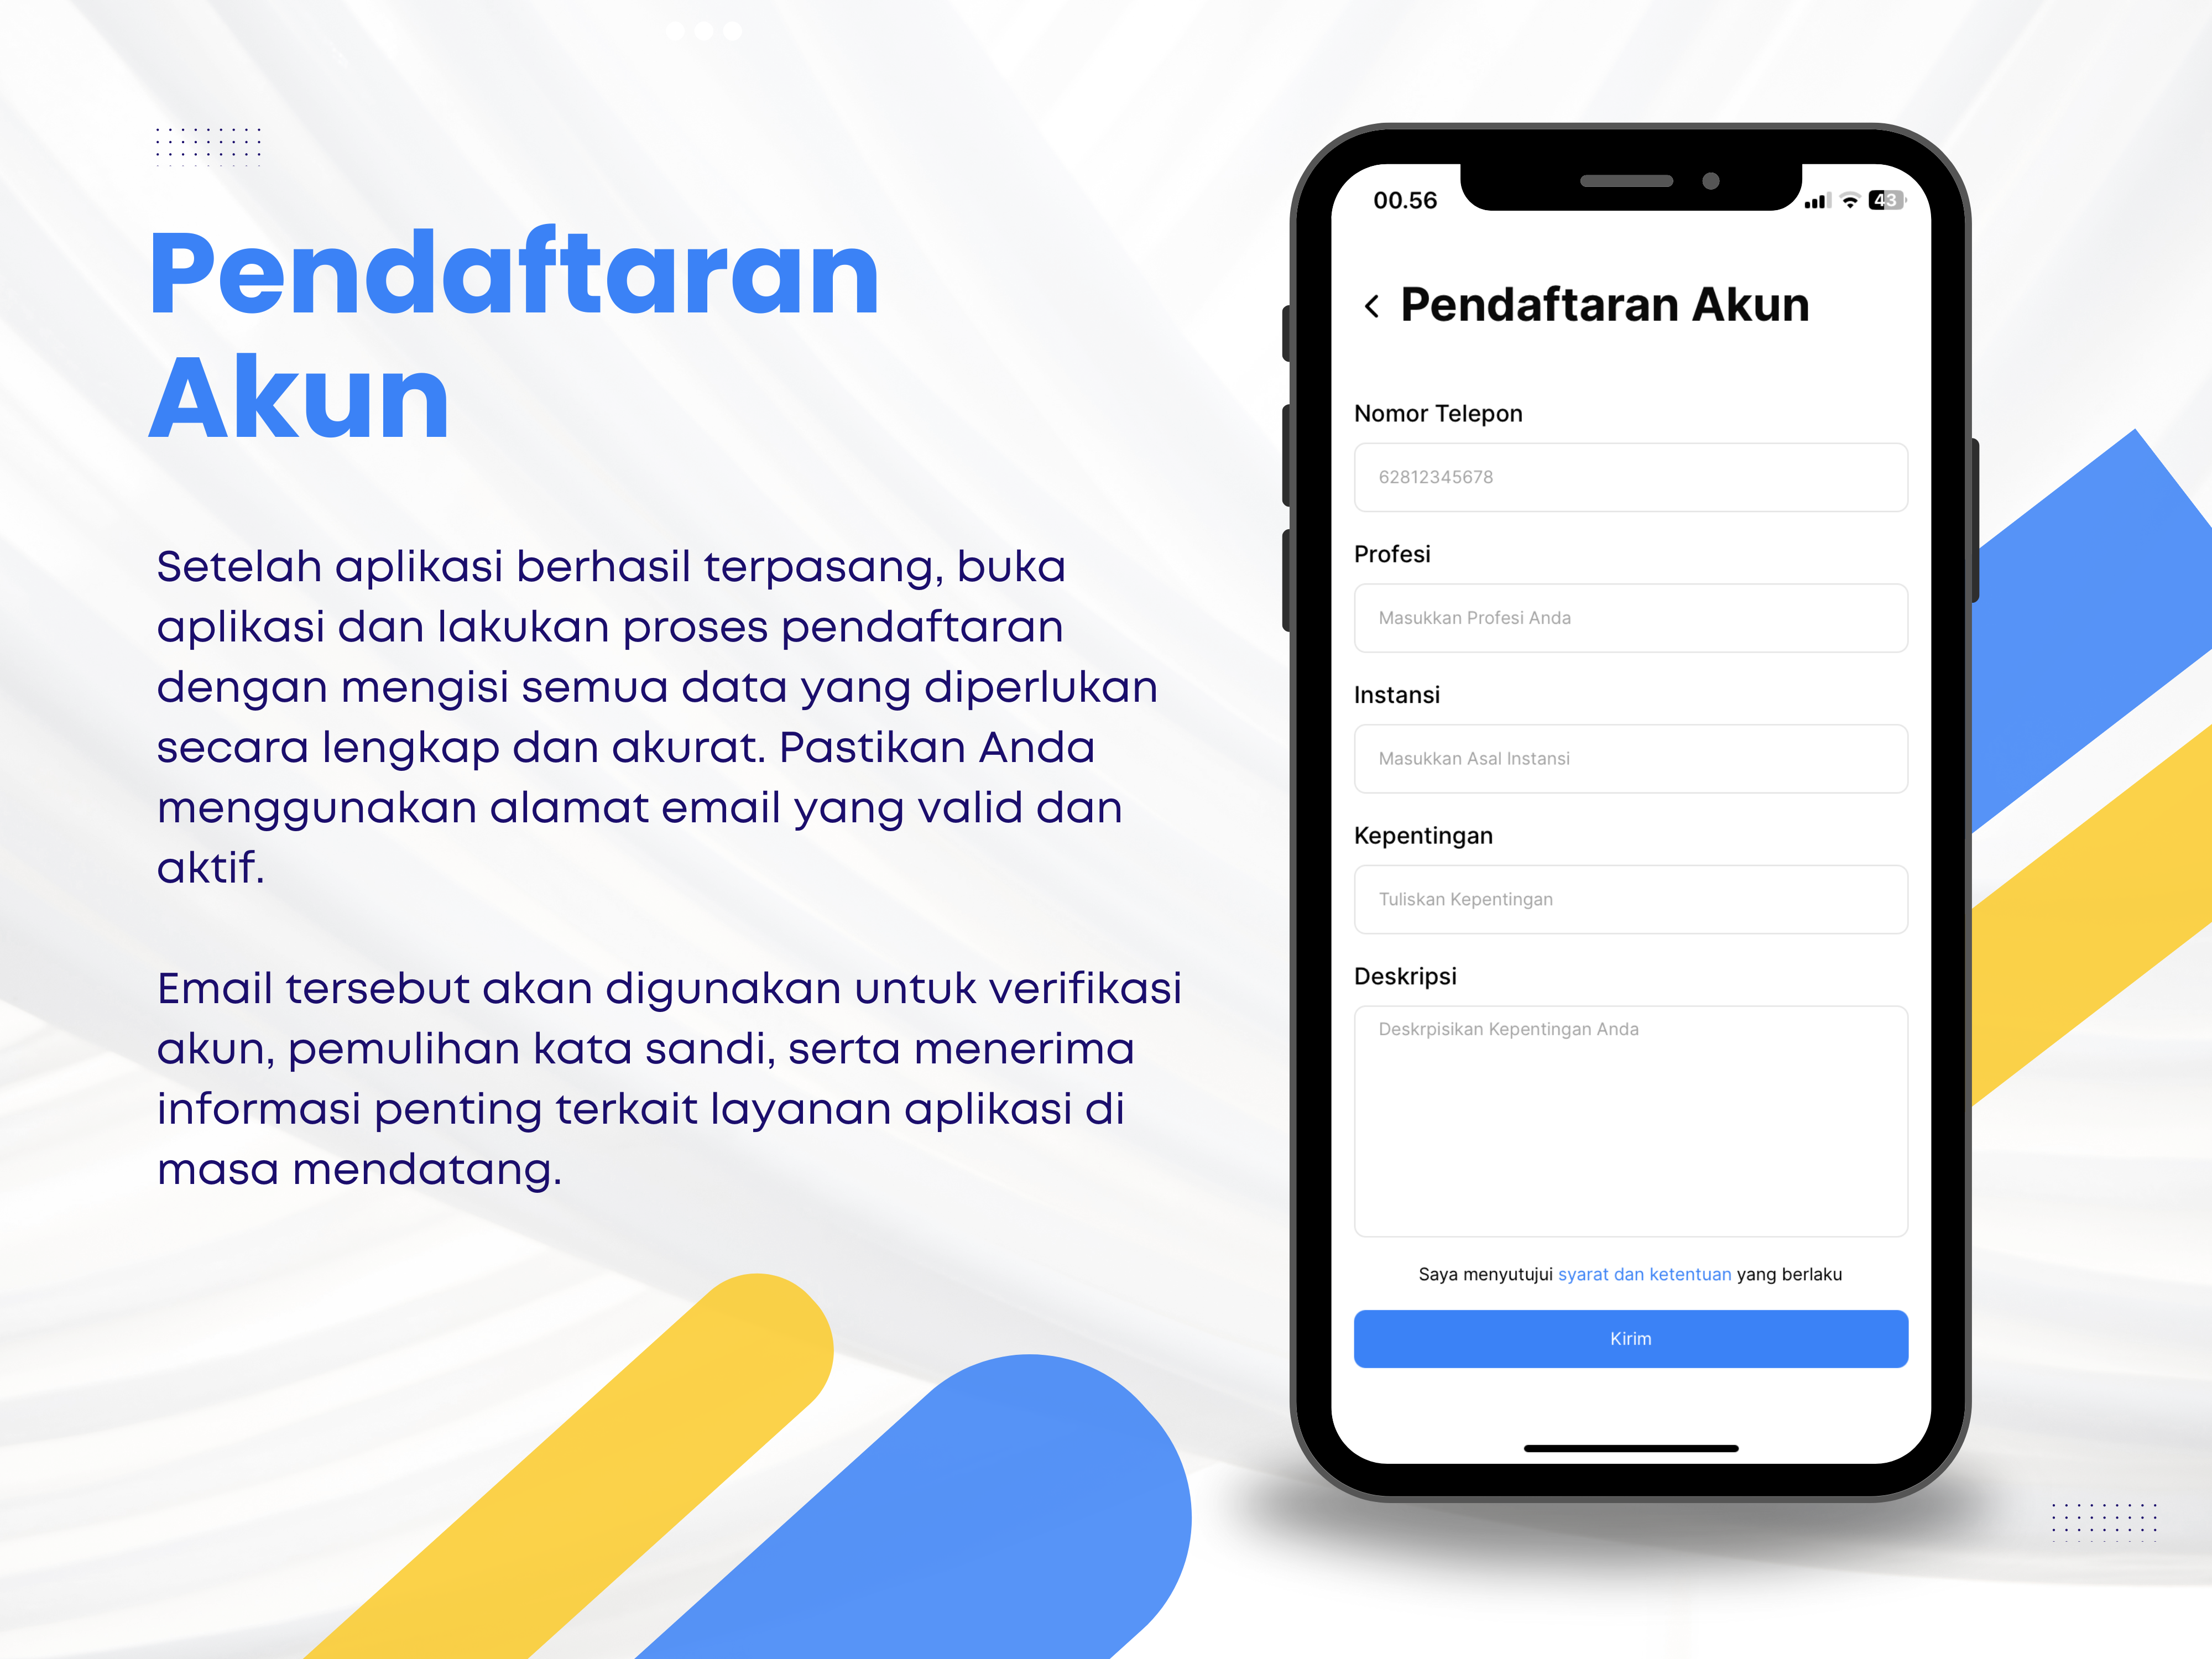 Pendaftaran
Akun
Setelah aplikasi berhasil terpasang, buka
aplikasi dan lakukan proses pendaftaran
dengan mengisi semua data yang diperlukan
secara lengkap dan akurat. Pastikan Anda
menggunakan alamat email yang valid dan
aktif.
Email tersebut akan digunakan untuk verifikasi
akun, pemulihan kata sandi, serta menerima
informasi penting terkait layanan aplikasi di
masa mendatang.
00.56
43
Pendaftaran Akun
Nomor Telepon
62812345678
Profesi
Masukkan Profesi Anda
Instansi
Masukkan Asal Instansi
Kepentingan
Tuliskan Kepentingan
Deskripsi
Deskrpisikan Kepentingan Anda
Saya menyutujui syarat dan ketentuan yang berlaku
Kirim